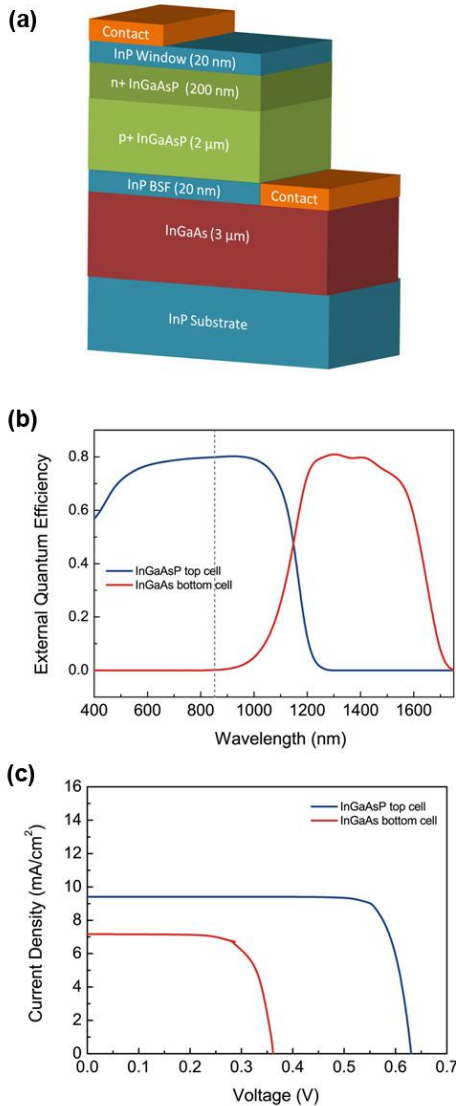 (a)
Contact
InP Window (20 nm)
n+ InGaAsP (200 nm)
p+ InGaAsP (2 μm)
InP BSF (20 nm)
Contact
InGaAs (3 μm)
InP Substrate
(b)
External Quantum Efficiency
0.8
0.6
0.4
0.2
0.0
InGaAsP top cell
InGaAs bottom cell
400 600 800 1000 1200 1400 1600
Wavelength (nm)
(c)
Current Density (mA/cm²)
16
14
12
10
8
6
4
2
0
InGaAsP top cell
InGaAs bottom cell
0.0 0.1 0.2 0.3 0.4 0.5 0.6 0.7
Voltage (V)